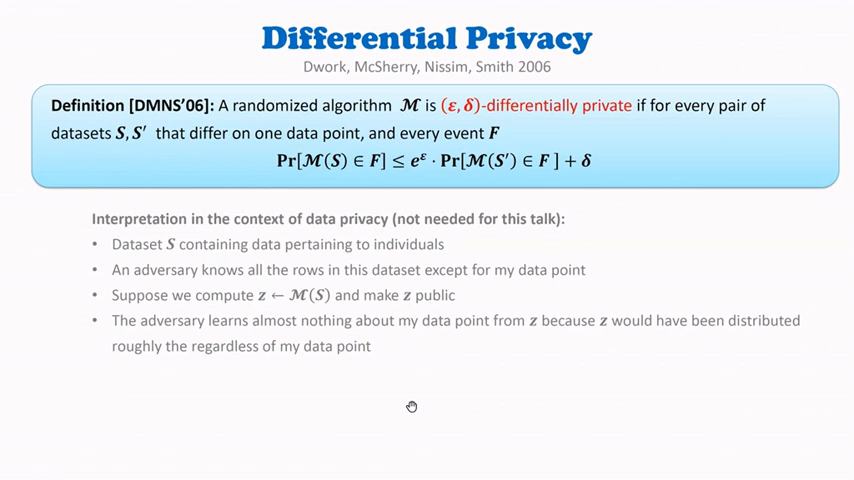 Differential Privacy
Dwork, McSherry, Nissim, Smith 2006
Definition [DMNS’06]: A randomized algorithm 𝓜 is (ε, δ)-differentially private if for every pair of
datasets S, S′ that differ on one data point, and every event F
Pr[𝓜(S) ∈ F] ≤ e^ε · Pr[𝓜(S′) ∈ F ] + δ
Interpretation in the context of data privacy (not needed for this talk):
• Dataset S containing data pertaining to individuals
• An adversary knows all the rows in this dataset except for my data point
• Suppose we compute z ← 𝓜(S) and make z public
• The adversary learns almost nothing about my data point from z because z would have been distributed
roughly the regardless of my data point